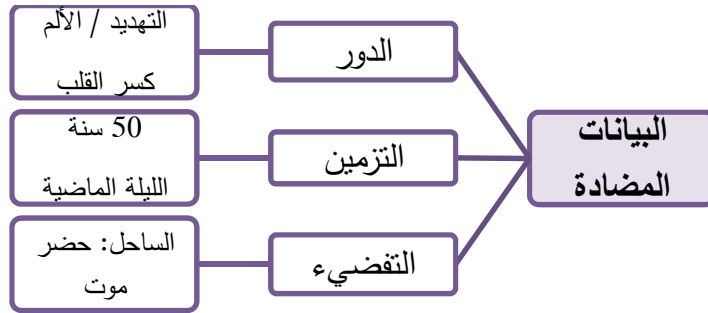 البيانات
المضادة
الدور
التهديد / الألم
كسر القلب
التزمين
50 سنة
الليلة الماضية
التفضيء
الساحل: حضر
موت